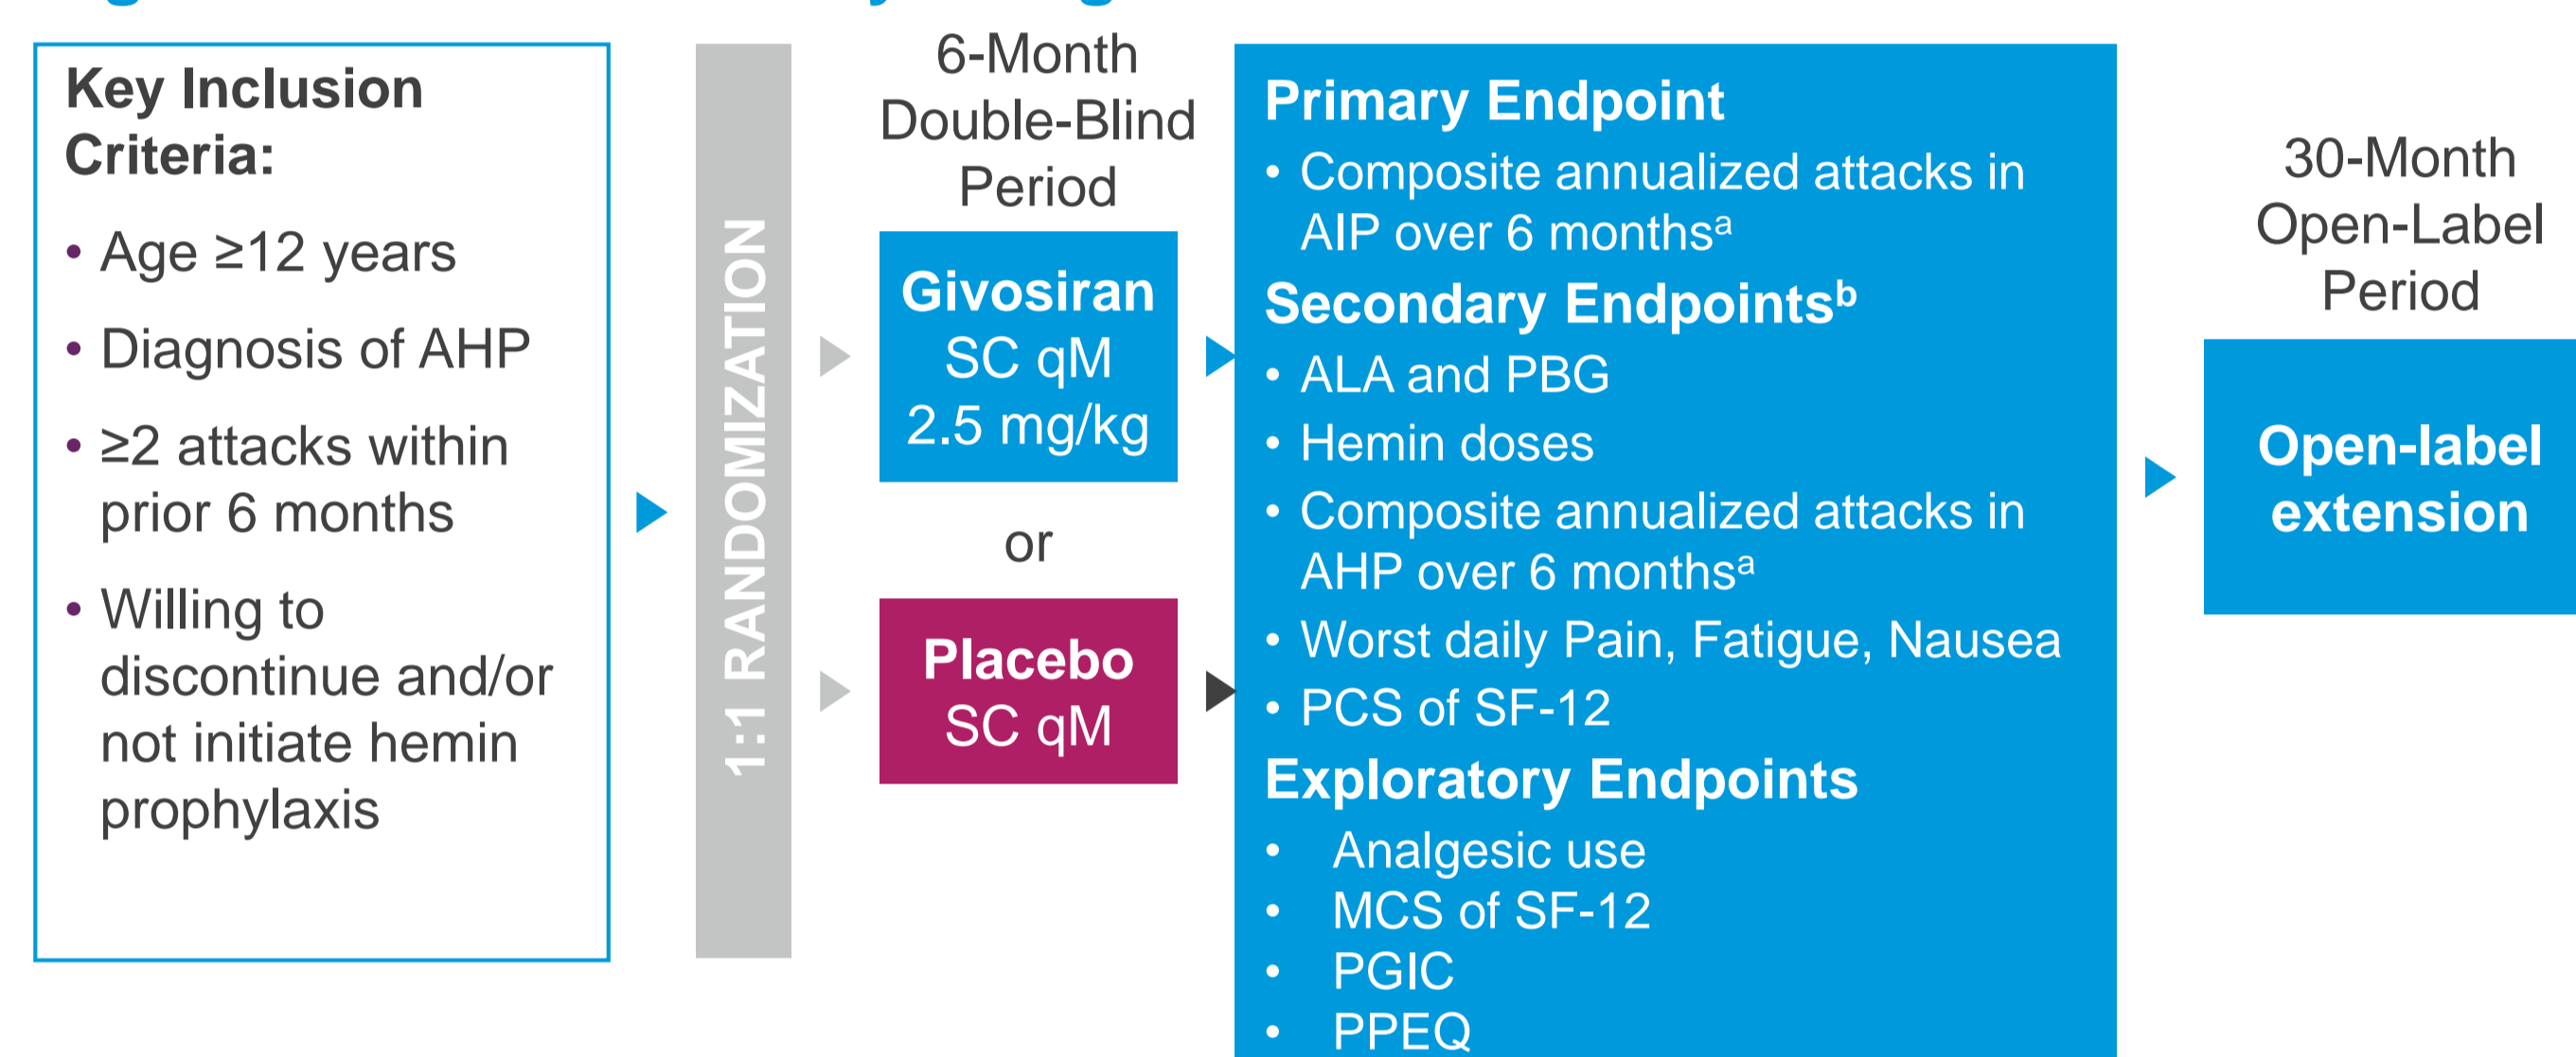 Key Inclusion
Criteria:
• Age ≥12 years
• Diagnosis of AHP
• ≥2 attacks within
prior 6 months
• Willing to
discontinue and/or
not initiate hemin
prophylaxis
1:1 RANDOMIZATION
6-Month
Double-Blind
Period
Givosiran
SC qM
2.5 mg/kg
or
Placebo
SC qM
Primary Endpoint
• Composite annualized attacks in
AIP over 6 monthsᵃ
Secondary Endpointsᵇ
• ALA and PBG
• Hemin doses
• Composite annualized attacks in
AHP over 6 monthsᵃ
• Worst daily Pain, Fatigue, Nausea
• PCS of SF-12
Exploratory Endpoints
• Analgesic use
• MCS of SF-12
• PGIC
• PPEQ
30-Month
Open-Label
Period
Open-label
extension